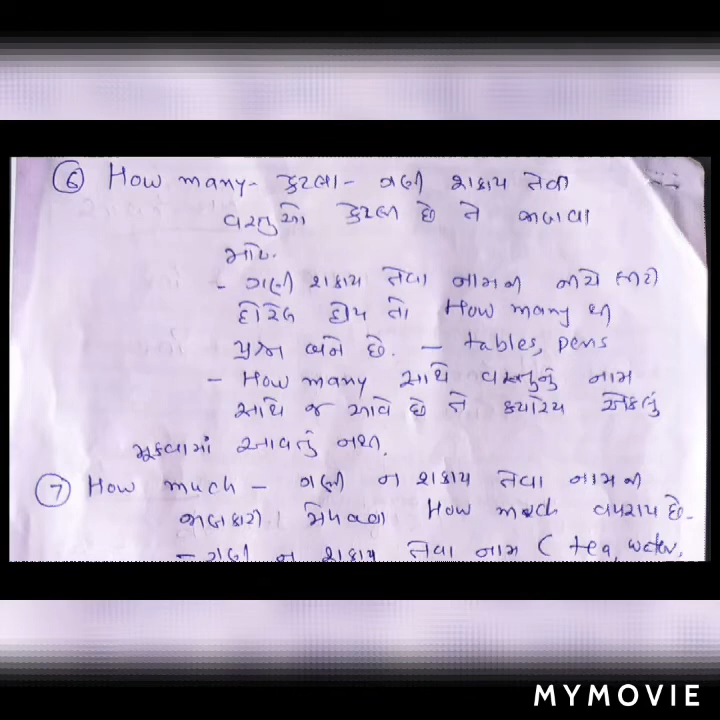 ⑥ How many - કેટલા - ગણી શકાય તેવી
વસ્તુઓ કેટલી છે તે જાણવા
માટે.
- ગણી શકાય તેવા નામની નીચે લીટી
દોરેલ હોય તો How many થી
પ્રશ્ન બને છે. - tables, pens
- How many સાથે વસ્તુનું નામ
સાથે જ આવે છે તે ક્યારેય એકલું
મૂકવામાં આવતું નથી.
⑦ How much - ગણી ન શકાય તેવા નામની
જાણકારી મેળવવા How much વપરાય છે.
- ગણી ન શકાય તેવા નામ ( tea, water,
MYMOVIE